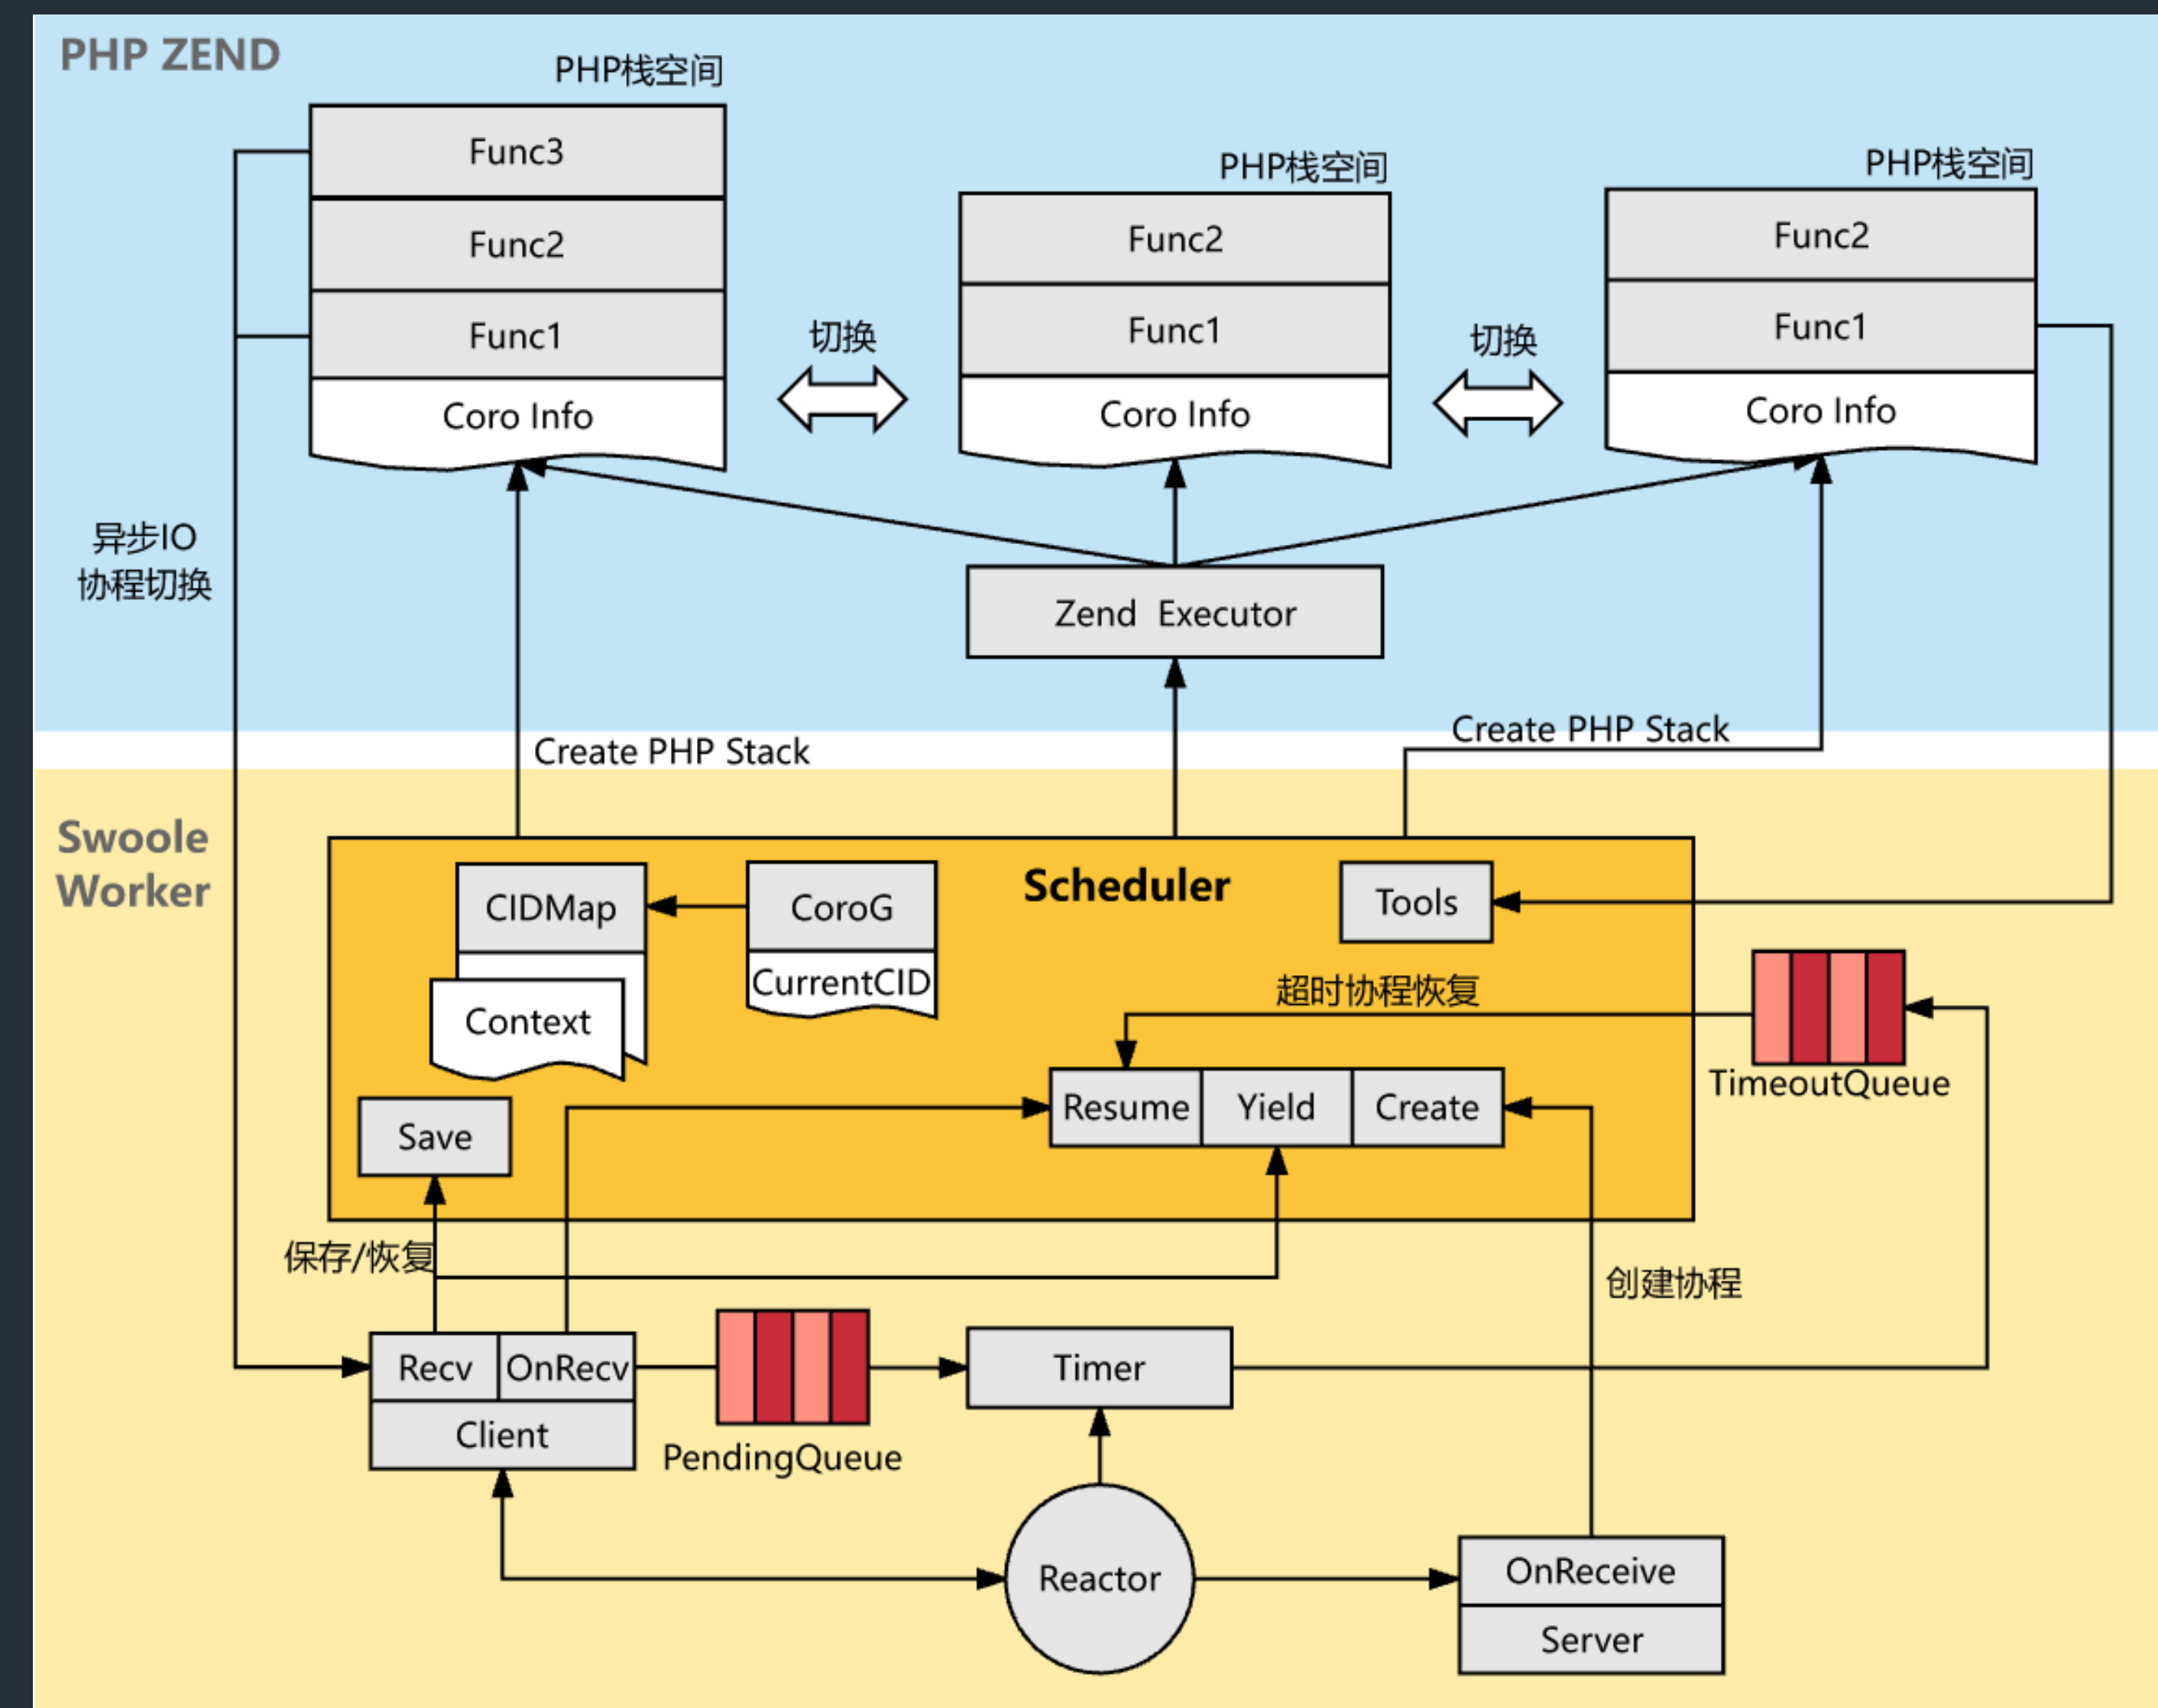 PHP ZEND
PHP栈空间
Func3
Func2
Func1
Coro Info
切换
PHP栈空间
Func2
Func1
Coro Info
切换
PHP栈空间
Func2
Func1
Coro Info
异步IO
协程切换
Zend Executor
Create PHP Stack
Create PHP Stack
Swoole
Worker
Scheduler
CIDMap
Context
CoroG
CurrentCID
Tools
超时协程恢复
TimeoutQueue
Resume
Yield
Create
Save
保存/恢复
创建协程
Recv
OnRecv
Client
PendingQueue
Timer
Reactor
OnReceive
Server